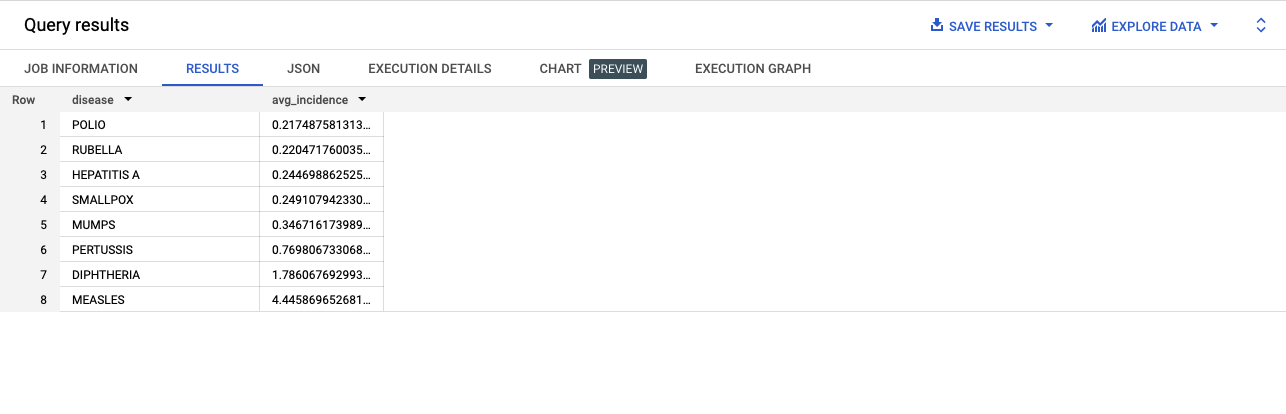 Query results SAVE RESULTS EXPLORE DATA
JOB INFORMATION RESULTS JSON EXECUTION DETAILS CHART PREVIEW EXECUTION GRAPH
Row disease avg_incidence
1 POLIO 0.217487581313...
2 RUBELLA 0.220471760035...
3 HEPATITIS A 0.244698862525...
4 SMALLPOX 0.249107942330...
5 MUMPS 0.346716173989...
6 PERTUSSIS 0.769806733068...
7 DIPHTHERIA 1.786067692993...
8 MEASLES 4.445869652681...